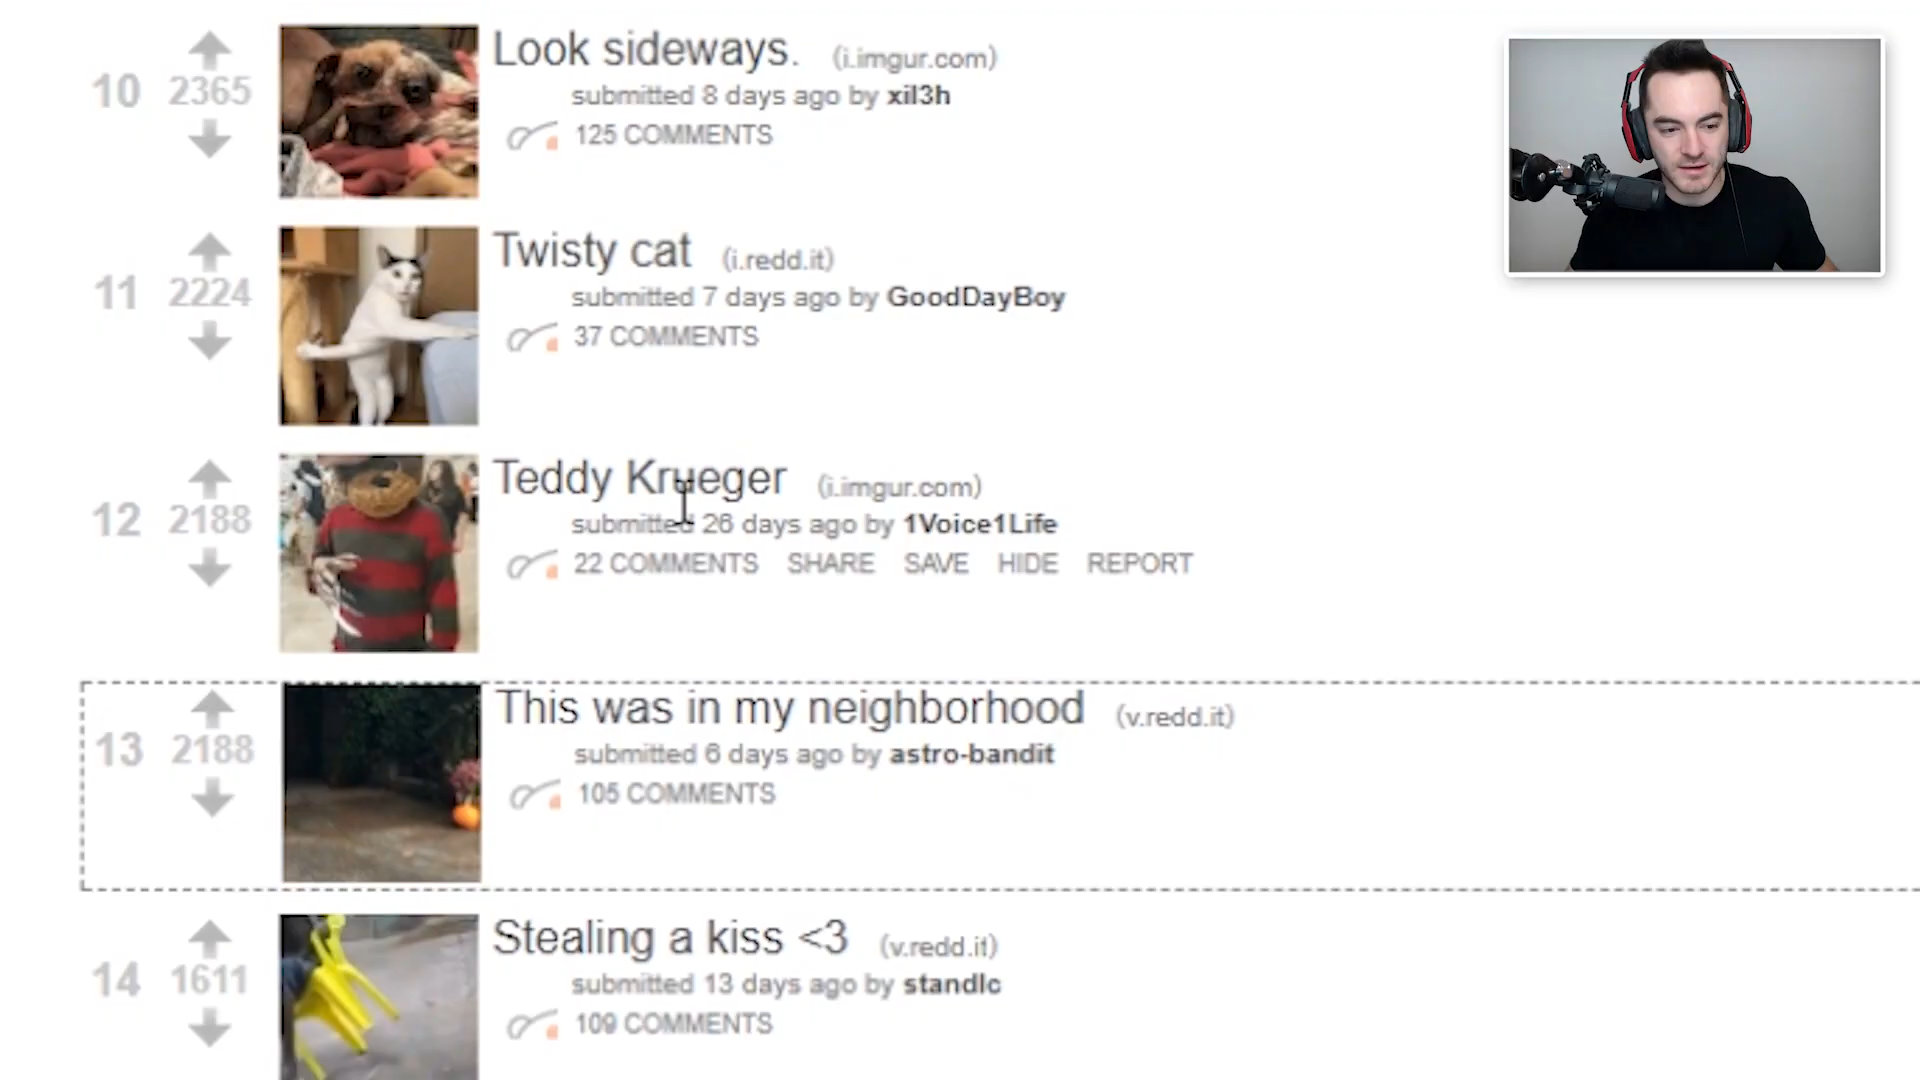 10 2365 Look sideways. (i.imgur.com)
submitted 8 days ago by xil3h
125 COMMENTS
11 2224 Twisty cat (i.redd.it)
submitted 7 days ago by GoodDayBoy
37 COMMENTS
12 2188 Teddy Krueger (i.imgur.com)
submitted 26 days ago by 1Voice1Life
22 COMMENTS SHARE SAVE HIDE REPORT
13 2188 This was in my neighborhood (v.redd.it)
submitted 6 days ago by astro-bandit
105 COMMENTS
14 1611 Stealing a kiss <3 (v.redd.it)
submitted 13 days ago by standlc
109 COMMENTS